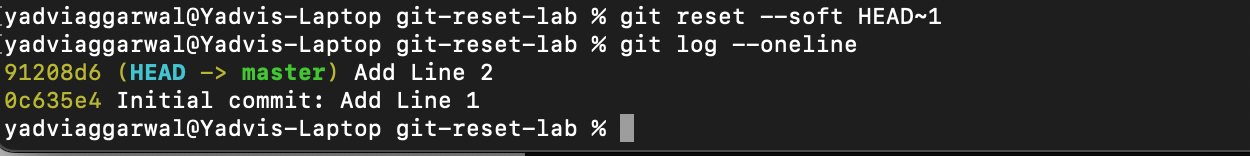 yadviaggarwal@Yadvis-Laptop git-reset-lab % git reset --soft HEAD~1
yadviaggarwal@Yadvis-Laptop git-reset-lab % git log --oneline
91208d6 (HEAD -> master) Add Line 2
0c635e4 Initial commit: Add Line 1
yadviaggarwal@Yadvis-Laptop git-reset-lab %